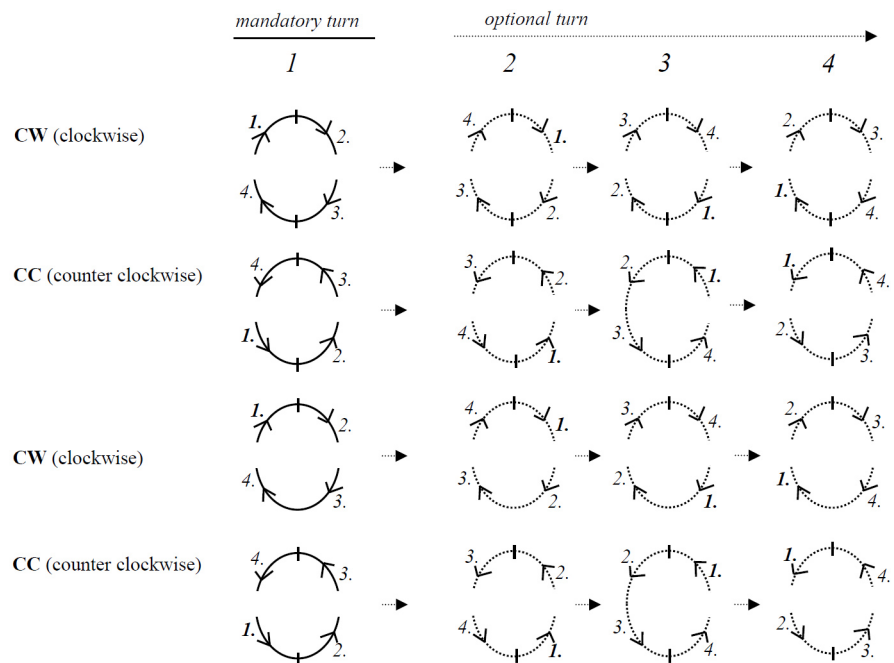 mandatory turn optional turn
1 2 3 4
1. 4. 3. 2.
CW (clockwise) 2. 1. 4. 3.
4. 3. 2. 1.
3. 2. 1. 4.
4. 3. 2. 1.
CC (counter clockwise) 3. 2. 1. 4.
1. 4. 3. 2.
2. 1. 4. 3.
1. 4. 3. 2.
2. 1. 4. 3.
CW (clockwise) 4. 3. 2. 1.
3. 2. 1. 4.
4. 3. 2. 1.
CC (counter clockwise) 3. 2. 1. 4.
1. 4. 3. 2.
2. 1. 4. 3.